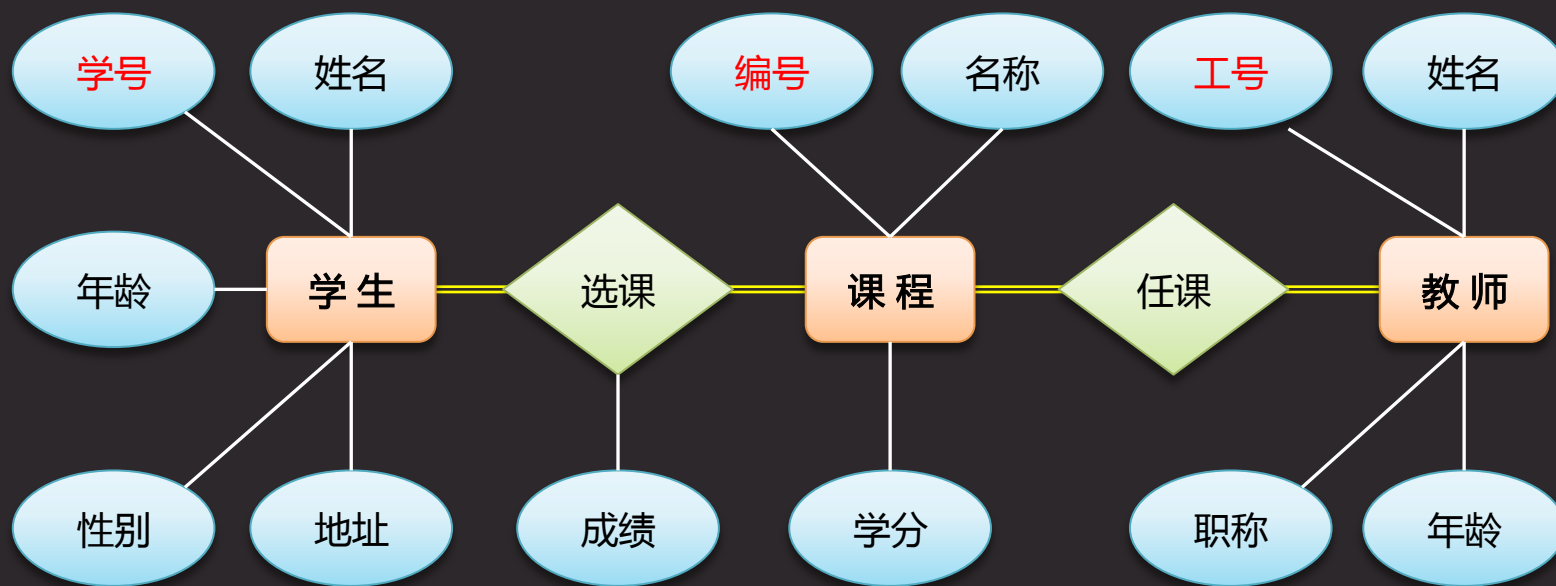 学号 姓名 编号 名称 工号 姓名
年龄 学生 选课 课程 任课 教师
性别 地址 成绩 学分 职称 年龄